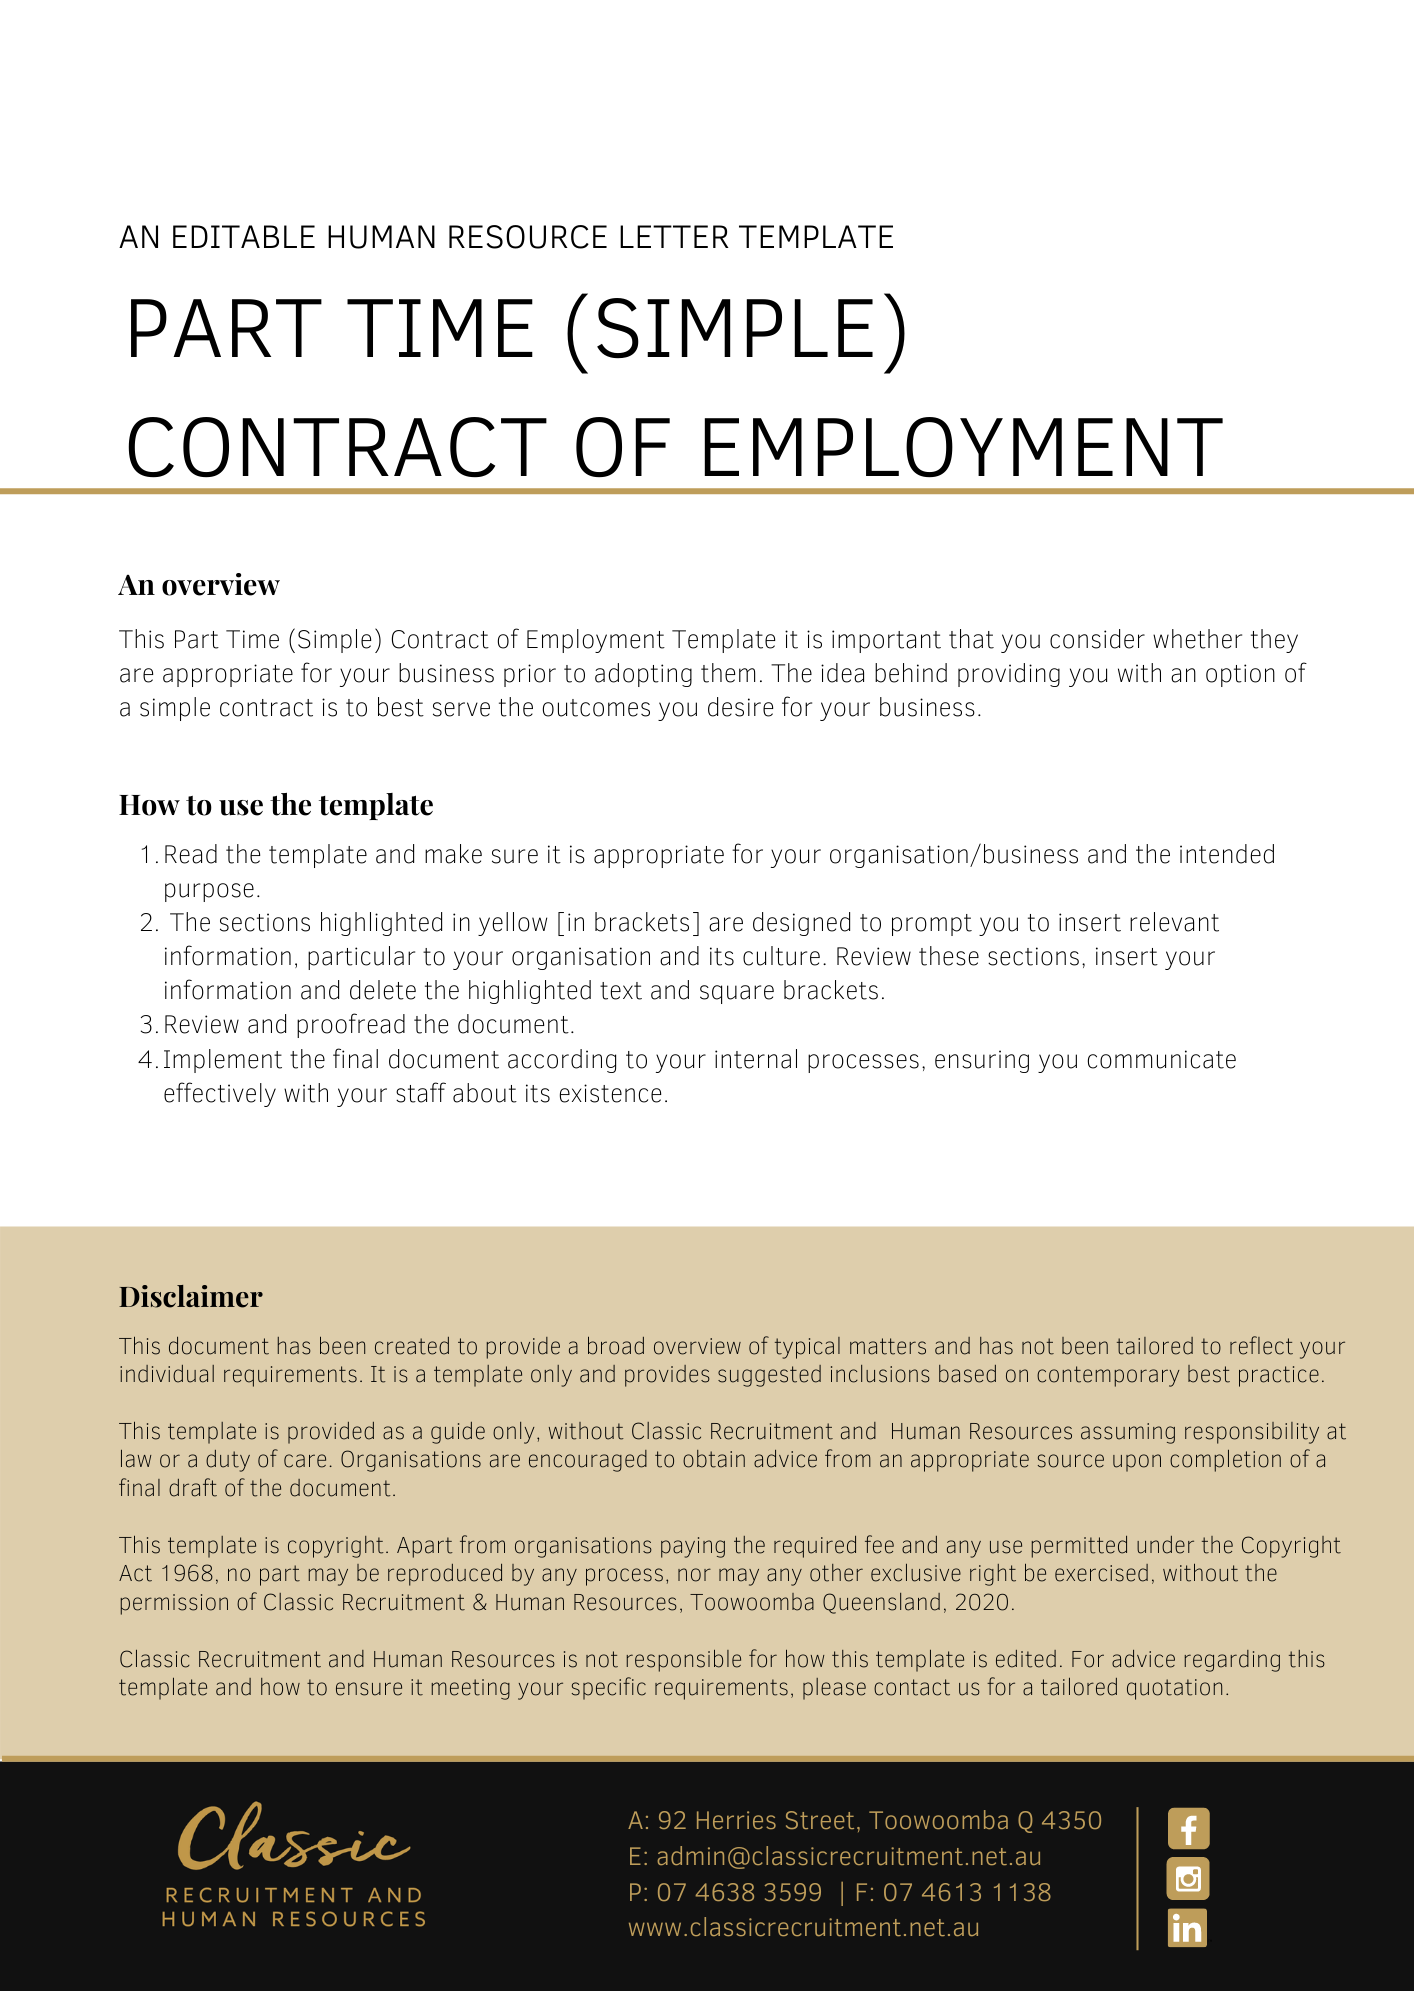 AN EDITABLE HUMAN RESOURCE LETTER TEMPLATE
PART TIME (SIMPLE)
CONTRACT OF EMPLOYMENT
An overview
This Part Time (Simple) Contract of Employment Template it is important that you consider whether they
are appropriate for your business prior to adopting them. The idea behind providing you with an option of
a simple contract is to best serve the outcomes you desire for your business.
How to use the template
1. Read the template and make sure it is appropriate for your organisation/business and the intended
purpose.
2. The sections highlighted in yellow [in brackets] are designed to prompt you to insert relevant
information, particular to your organisation and its culture. Review these sections, insert your
information and delete the highlighted text and square brackets.
3. Review and proofread the document.
4. Implement the final document according to your internal processes, ensuring you communicate
effectively with your staff about its existence.
Disclaimer
This document has been created to provide a broad overview of typical matters and has not been tailored to reflect your
individual requirements. It is a template only and provides suggested inclusions based on contemporary best practice.
This template is provided as a guide only, without Classic Recruitment and Human Resources assuming responsibility at
law or a duty of care. Organisations are encouraged to obtain advice from an appropriate source upon completion of a
final draft of the document.
This template is copyright. Apart from organisations paying the required fee and any use permitted under the Copyright
Act 1968, no part may be reproduced by any process, nor may any other exclusive right be exercised, without the
permission of Classic Recruitment & Human Resources, Toowoomba Queensland, 2020.
Classic Recruitment and Human Resources is not responsible for how this template is edited. For advice regarding this
template and how to ensure it meeting your specific requirements, please contact us for a tailored quotation.
Classic
RECRUITMENT AND
HUMAN RESOURCES
A: 92 Herries Street, Toowoomba Q 4350
E: admin@classicrecruitment.net.au
P: 07 4638 3599 | F: 07 4613 1138
www.classicrecruitment.net.au